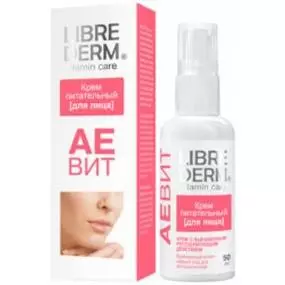 LIBRE
DERM®
vitamin care
Крем
питательный
[для лица]
АЕ
ВИТ
АЕВИТ
LIBRE
DERM
Крем
питательный
[для лица]
50